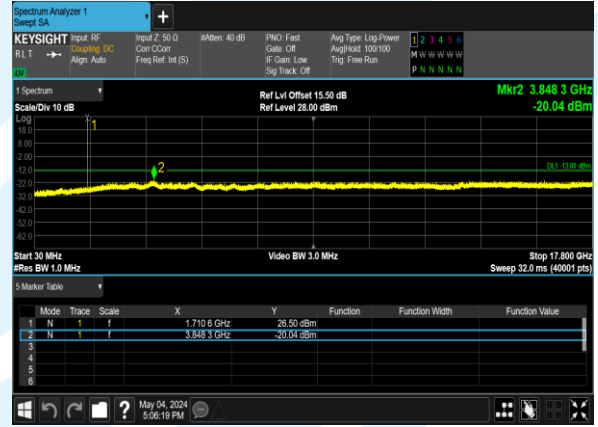 Spectrum Analyzer 1
Swept SA
+
KEYSIGHT Input: RF Input Z: 50 Ω #Atten: 40 dB PNO: Fast Avg Type: Log-Power 1 2 3 4 5 6
RLT Coupling: DC Corr CCorr Gate: Off Avg|Hold: 100/100 M W W W W W
Align: Auto Freq Ref: Int (S) IF Gain: Low Trig: Free Run P N N N N N
Sig Track: Off
1 Spectrum Ref Lvl Offset 15.50 dB Mkr2 3.848 3 GHz
Scale/Div 10 dB Ref Level 28.00 dBm -20.04 dBm
Log
18.0 1
8.00
-2.00
-12.0 2 DL1 -13.00 dBm
-22.0
-32.0
-42.0
-52.0
-62.0
Start 30 MHz Video BW 3.0 MHz Stop 17.800 GHz
#Res BW 1.0 MHz Sweep 32.0 ms (40001 pts)
5 Marker Table
Mode Trace Scale X Y Function Function Width Function Value
1 N 1 f 1.710 6 GHz 26.50 dBm
2 N 1 f 3.848 3 GHz -20.04 dBm
3
4
5
6
? May 04, 2024
5:06:19 PM